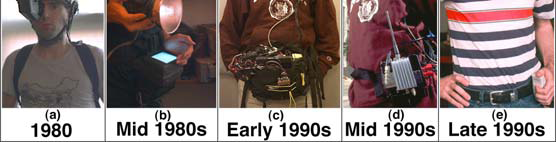 (a)
1980
(b)
Mid 1980s
(c)
Early 1990s
(d)
Mid 1990s
(e)
Late 1990s